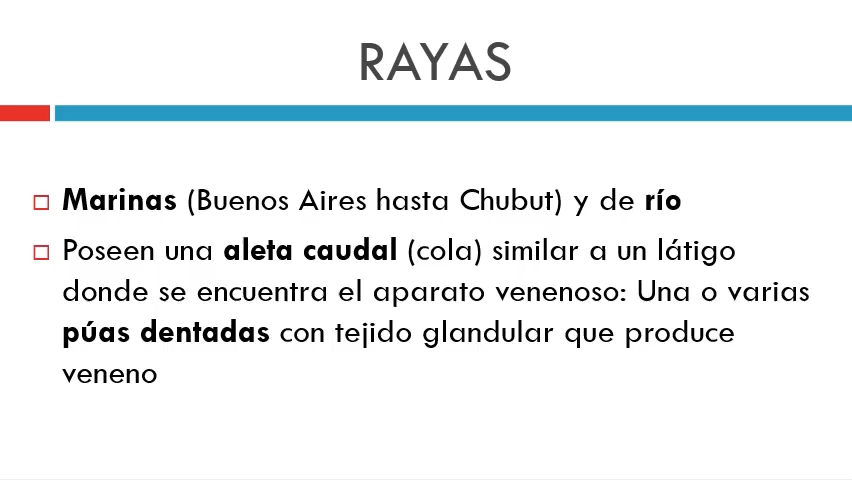 RAYAS
Marinas (Buenos Aires hasta Chubut) y de río
Poseen una aleta caudal (cola) similar a un látigo
donde se encuentra el aparato venenoso: Una o varias
púas dentadas con tejido glandular que produce
veneno